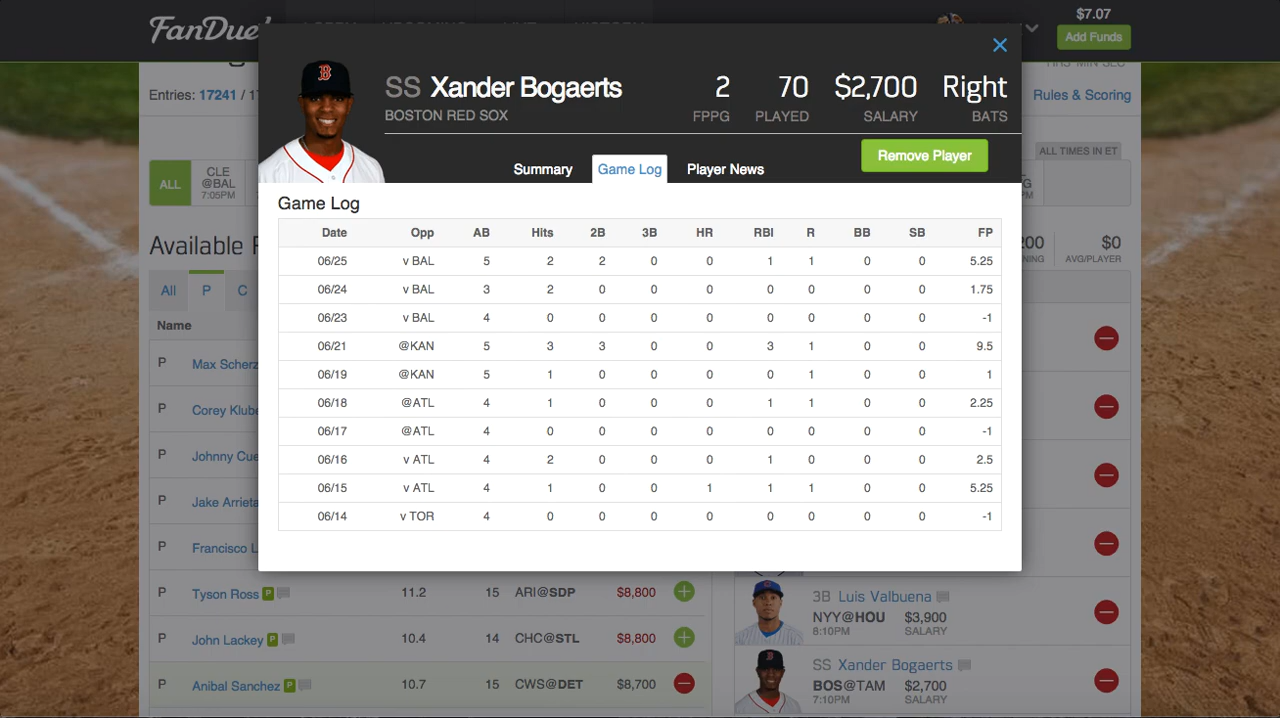 FanDuel
$7.07
Add Funds
Entries: 17241 /
Rules & Scoring
SS Xander Bogaerts
BOSTON RED SOX
2 70 $2,700 Right
FPPG PLAYED SALARY BATS
Remove Player
Summary Game Log Player News
ALL TIMES IN ET
ALL
CLE
@BAL
7:05PM
Game Log
Date Opp AB Hits 2B 3B HR RBI R BB SB FP
06/25 v BAL 5 2 2 0 0 1 1 0 0 5.25
06/24 v BAL 3 2 0 0 0 0 0 0 0 1.75
06/23 v BAL 4 0 0 0 0 0 0 0 0 -1
06/21 @KAN 5 3 3 0 0 3 1 0 0 9.5
06/19 @KAN 5 1 0 0 0 0 1 0 0 1
06/18 @ATL 4 1 0 0 0 1 1 0 0 2.25
06/17 @ATL 4 0 0 0 0 0 0 0 0 -1
06/16 v ATL 4 2 0 0 0 1 0 0 0 2.5
06/15 v ATL 4 1 0 0 1 1 1 0 0 5.25
06/14 v TOR 4 0 0 0 0 0 0 0 0 -1
Available
$0
AVG/PLAYER
All P C
Name
P Max Scherz
P Corey Klube
P Johnny Cue
P Jake Arrieta
P Francisco L
P Tyson Ross P 11.2 15 ARI@SDP $8,800
P John Lackey P 10.4 14 CHC@STL $8,800
P Anibal Sanchez P 10.7 15 CWS@DET $8,700
3B Luis Valbuena
NYY@HOU $3,900
8:10PM SALARY
SS Xander Bogaerts
BOS@TAM $2,700
7:10PM SALARY